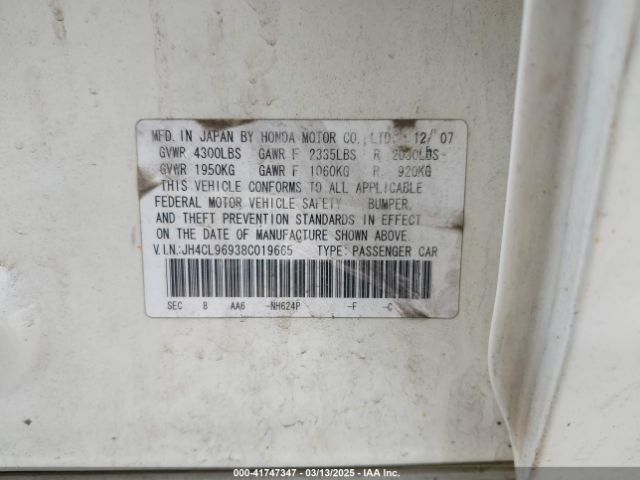 MFD. IN JAPAN BY HONDA MOTOR CO., LTD. 12/07
GVWR 4300LBS GAWR F 2335LBS R 2030LBS
GVWR 1950KG GAWR F 1060KG R 920KG
THIS VEHICLE CONFORMS TO ALL APPLICABLE
FEDERAL MOTOR VEHICLE SAFETY BUMPER,
AND THEFT PREVENTION STANDARDS IN EFFECT
ON THE DATE OF MANUFACTURE SHOWN ABOVE.
V.I.N.:JH4CL96938C019665 TYPE: PASSENGER CAR
SEC 8 AA6 -NH624P -F -C
000-41747347 | 03/13/2025 - IAA Inc.